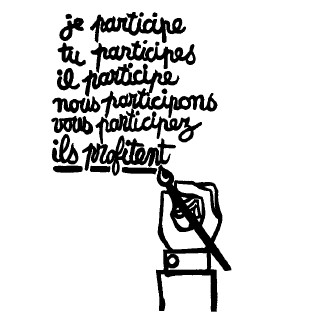 je participe
tu participes
il participe
nous participons
vous participez
ils profitent